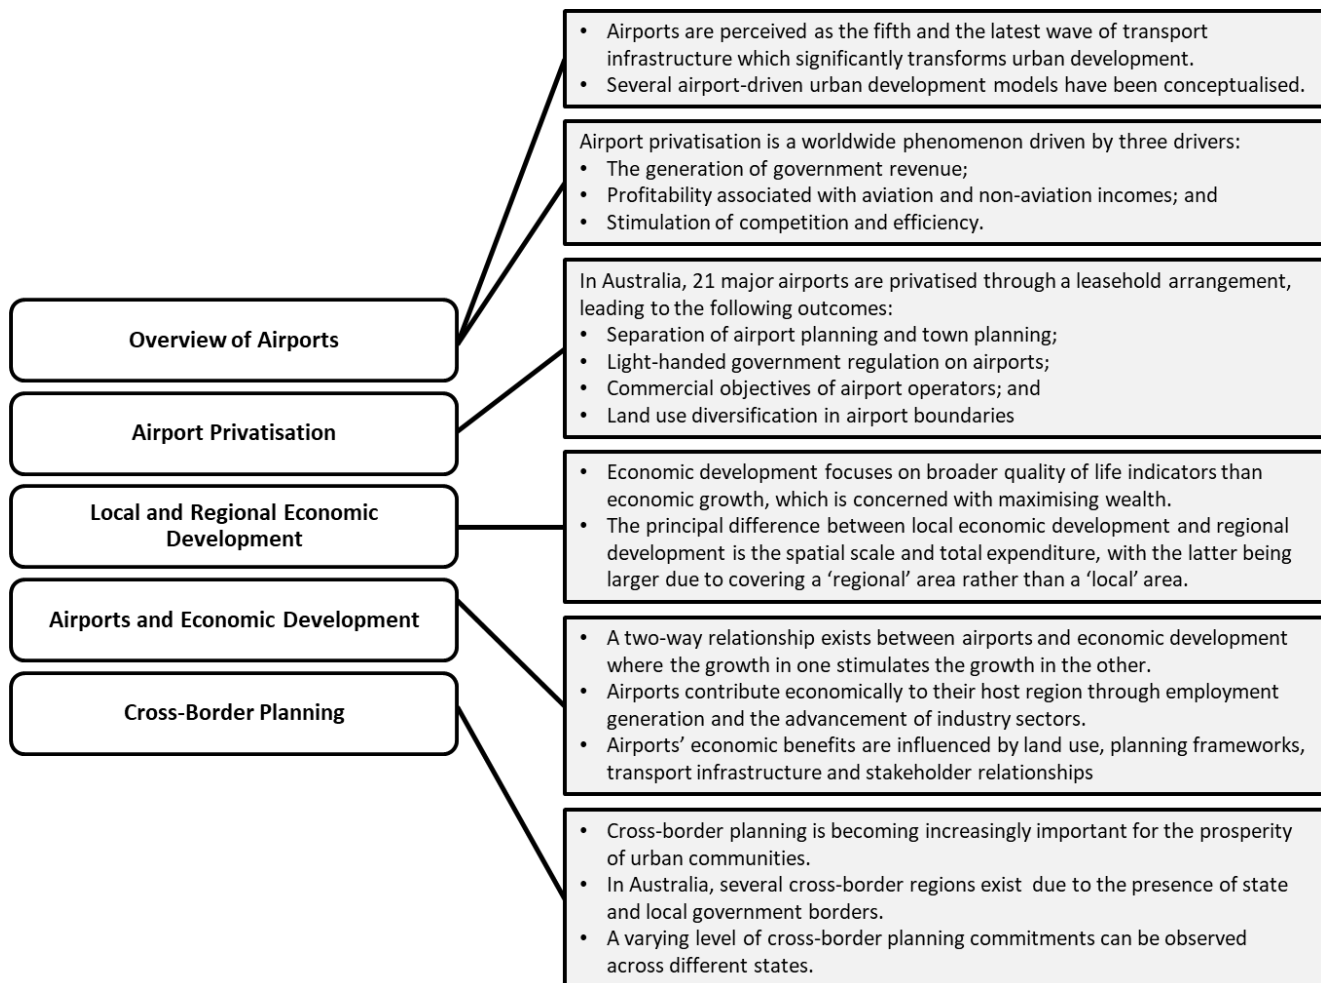 Overview of Airports
Airport Privatisation
Local and Regional Economic
Development
Airports and Economic Development
Cross-Border Planning
• Airports are perceived as the fifth and the latest wave of transport
infrastructure which significantly transforms urban development.
• Several airport-driven urban development models have been conceptualised.
Airport privatisation is a worldwide phenomenon driven by three drivers:
• The generation of government revenue;
• Profitability associated with aviation and non-aviation incomes; and
• Stimulation of competition and efficiency.
In Australia, 21 major airports are privatised through a leasehold arrangement,
leading to the following outcomes:
• Separation of airport planning and town planning;
• Light-handed government regulation on airports;
• Commercial objectives of airport operators; and
• Land use diversification in airport boundaries
• Economic development focuses on broader quality of life indicators than
economic growth, which is concerned with maximising wealth.
• The principal difference between local economic development and regional
development is the spatial scale and total expenditure, with the latter being
larger due to covering a ‘regional’ area rather than a ‘local’ area.
• A two-way relationship exists between airports and economic development
where the growth in one stimulates the growth in the other.
• Airports contribute economically to their host region through employment
generation and the advancement of industry sectors.
• Airports’ economic benefits are influenced by land use, planning frameworks,
transport infrastructure and stakeholder relationships
• Cross-border planning is becoming increasingly important for the prosperity
of urban communities.
• In Australia, several cross-border regions exist due to the presence of state
and local government borders.
• A varying level of cross-border planning commitments can be observed
across different states.